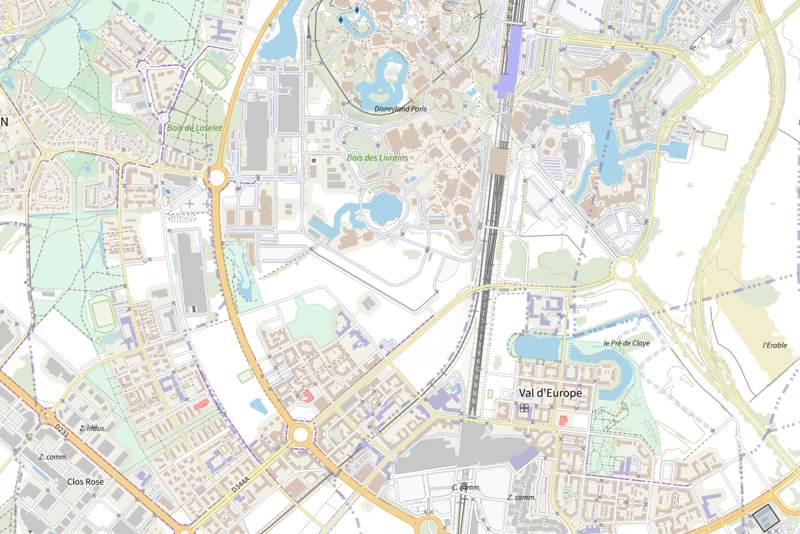 Disneyland Paris
N
Bois de Loselet
Bois des Livrains
le Pré de Claye
l'Érable
Val d'Europe
Z. indus.
D231
Z. comm.
Clos Rose
D344A
C. comm.
Z. comm.